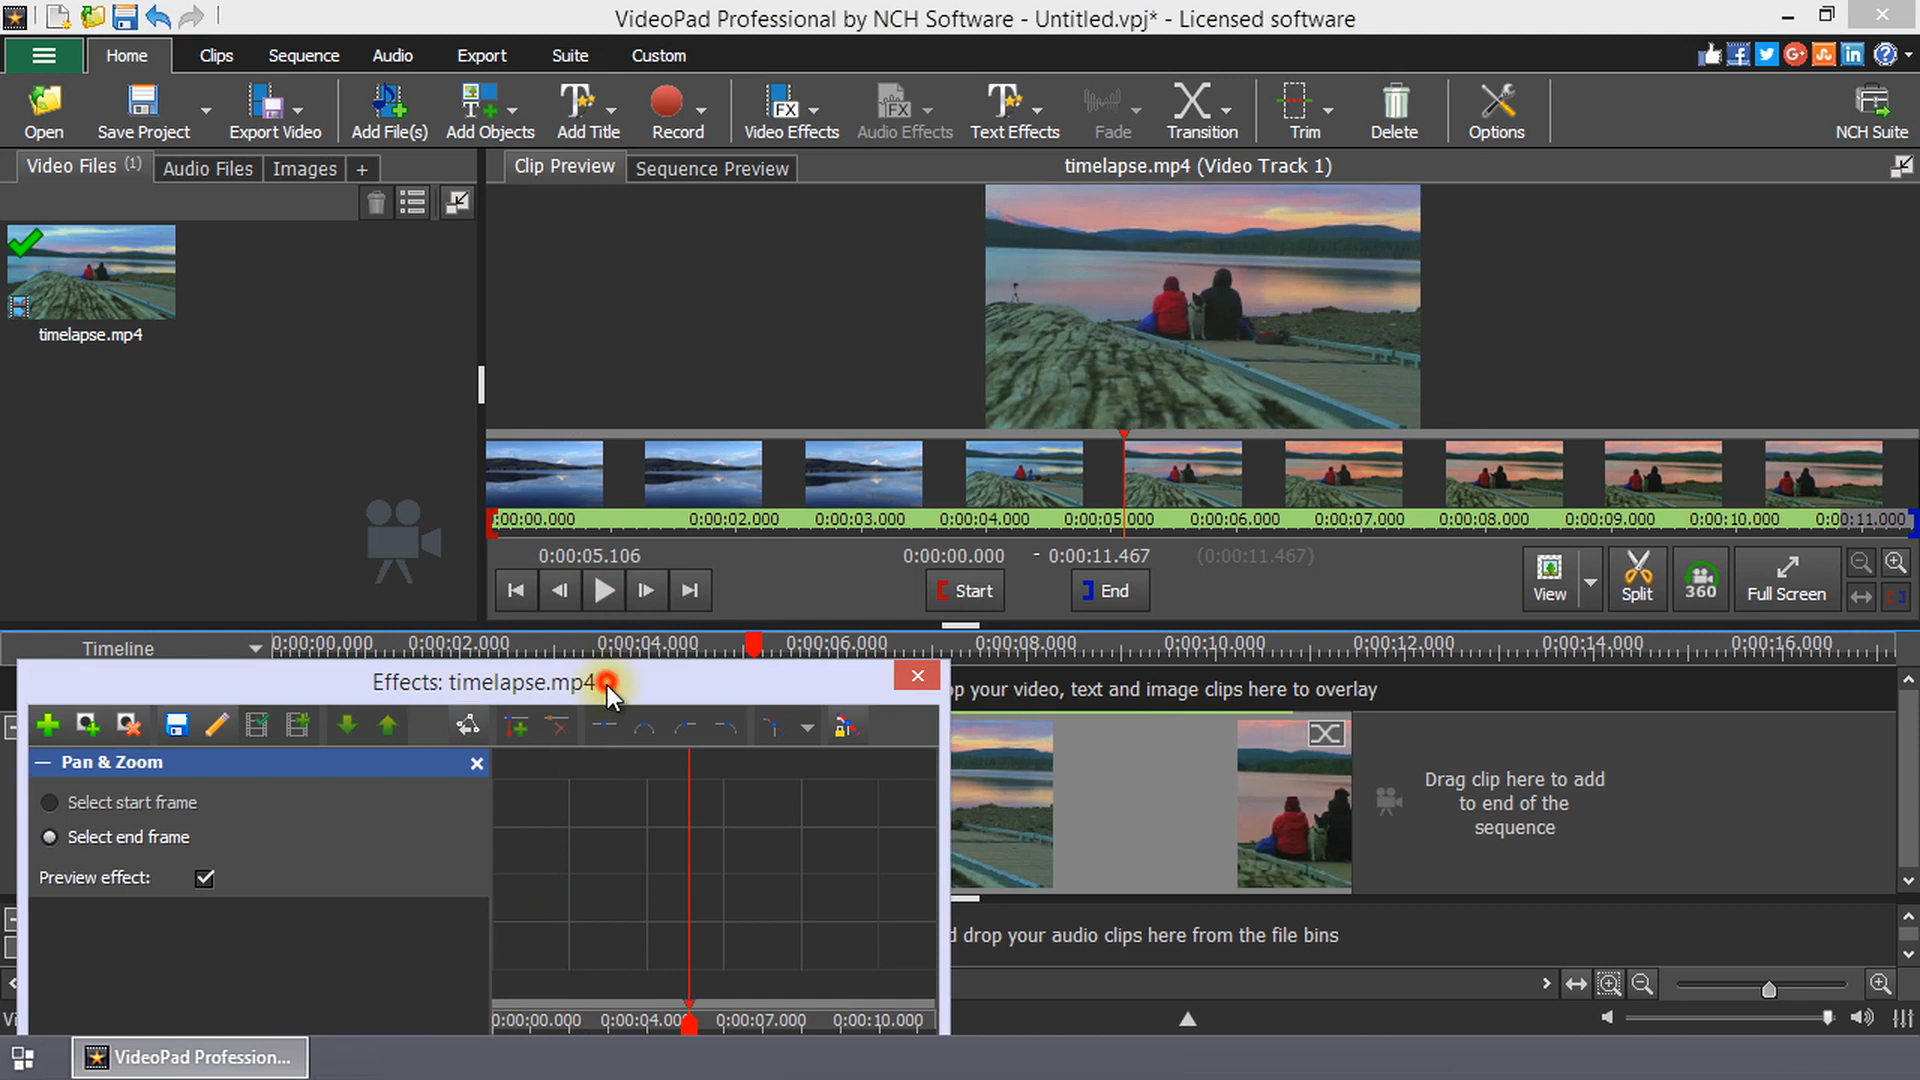 VideoPad Professional by NCH Software - Untitled.vpj* - Licensed software
Home Clips Sequence Audio Export Suite Custom
Open Save Project Export Video Add File(s) Add Objects Add Title Record Video Effects Audio Effects Text Effects Fade Transition Trim Delete Options NCH Suite
Video Files (1) Audio Files Images +
Clip Preview Sequence Preview timelapse.mp4 (Video Track 1)
timelapse.mp4
:00:00.000 0:00:02.000 0:00:03.000 0:00:04.000 0:00:05.000 0:00:06.000 0:00:07.000 0:00:08.000 0:00:09.000 0:00:10.000 0:00:11.000
0:00:05.106 0:00:00.000 - 0:00:11.467 (0:00:11.467)
Start End View Split 360 Full Screen
Timeline 0:00:00.000 0:00:02.000 0:00:04.000 0:00:06.000 0:00:08.000 0:00:10.000 0:00:12.000 0:00:14.000 0:00:16.000
Effects: timelapse.mp4
op your video, text and image clips here to overlay
Pan & Zoom
Select start frame
Select end frame
Preview effect:
Drag clip here to add
to end of the
sequence
d drop your audio clips here from the file bins
0:00:00.000 0:00:04.00 0:00:07.000 0:00:10.000
VideoPad Profession...